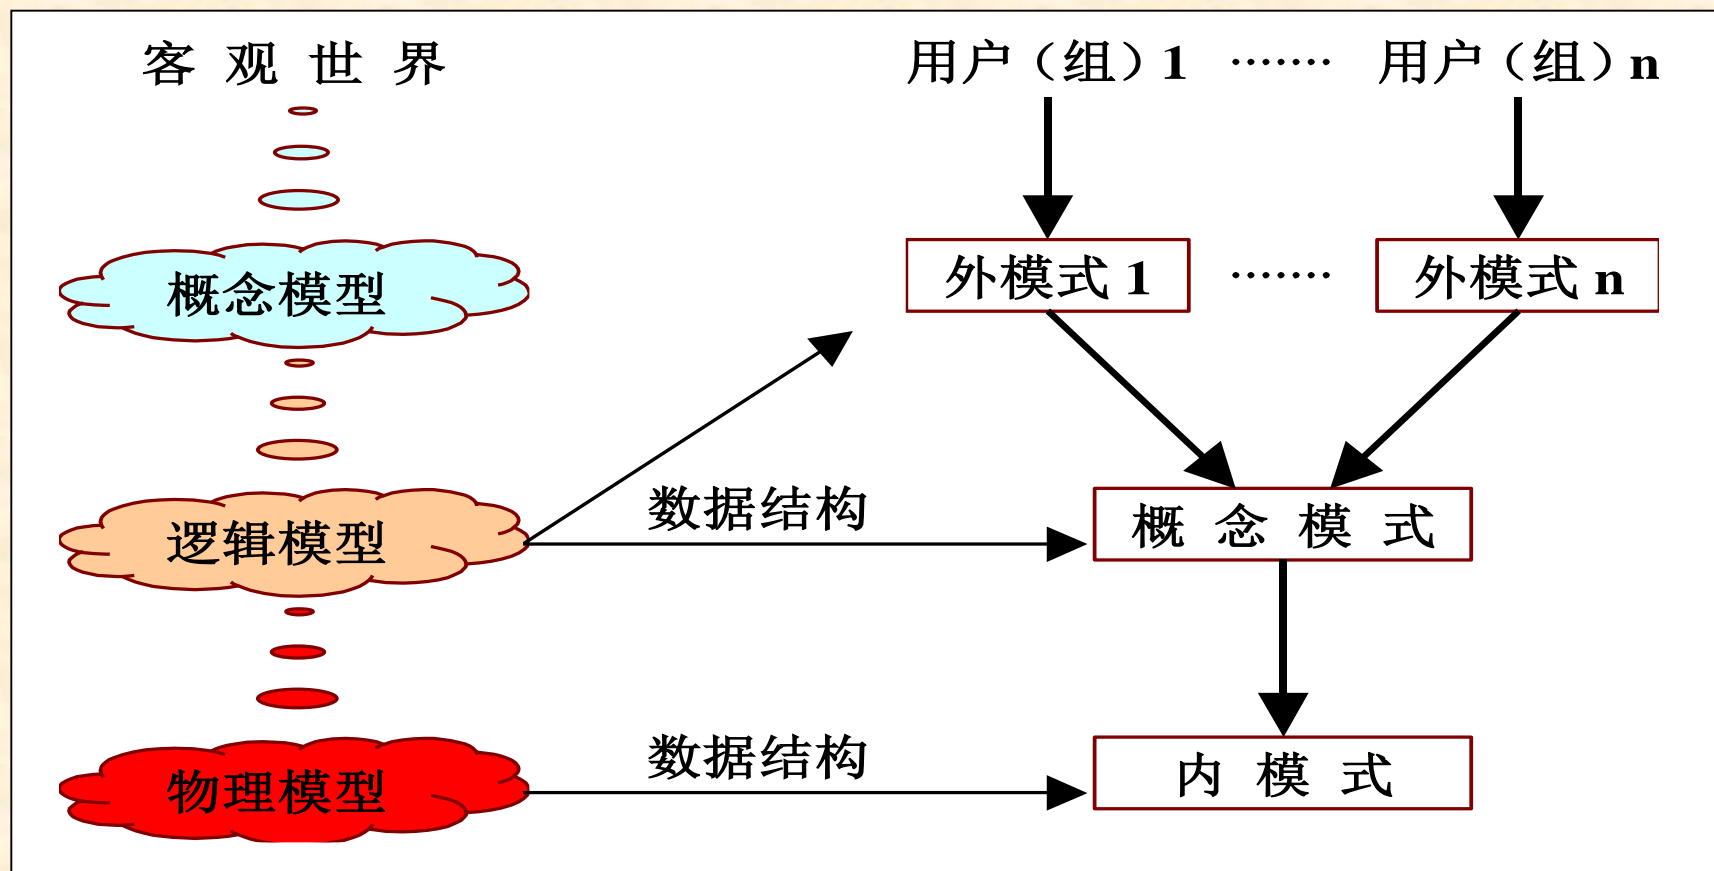 客 观 世 界
用户（组）1 ······· 用户（组）n
概念模型
外模式 1 ······· 外模式 n
数据结构
逻辑模型
概 念 模 式
数据结构
物理模型
内 模 式